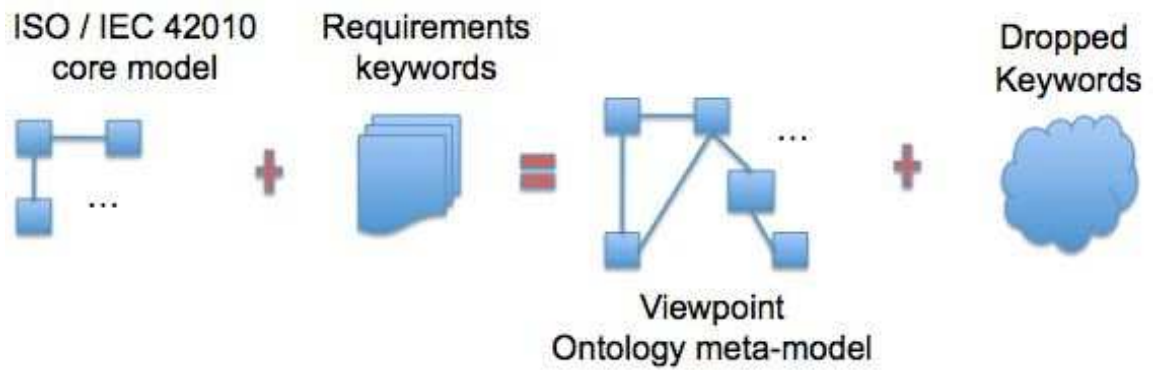 ISO / IEC 42010
core model
Requirements
keywords
Dropped
Keywords
...
...
Viewpoint
Ontology meta-model